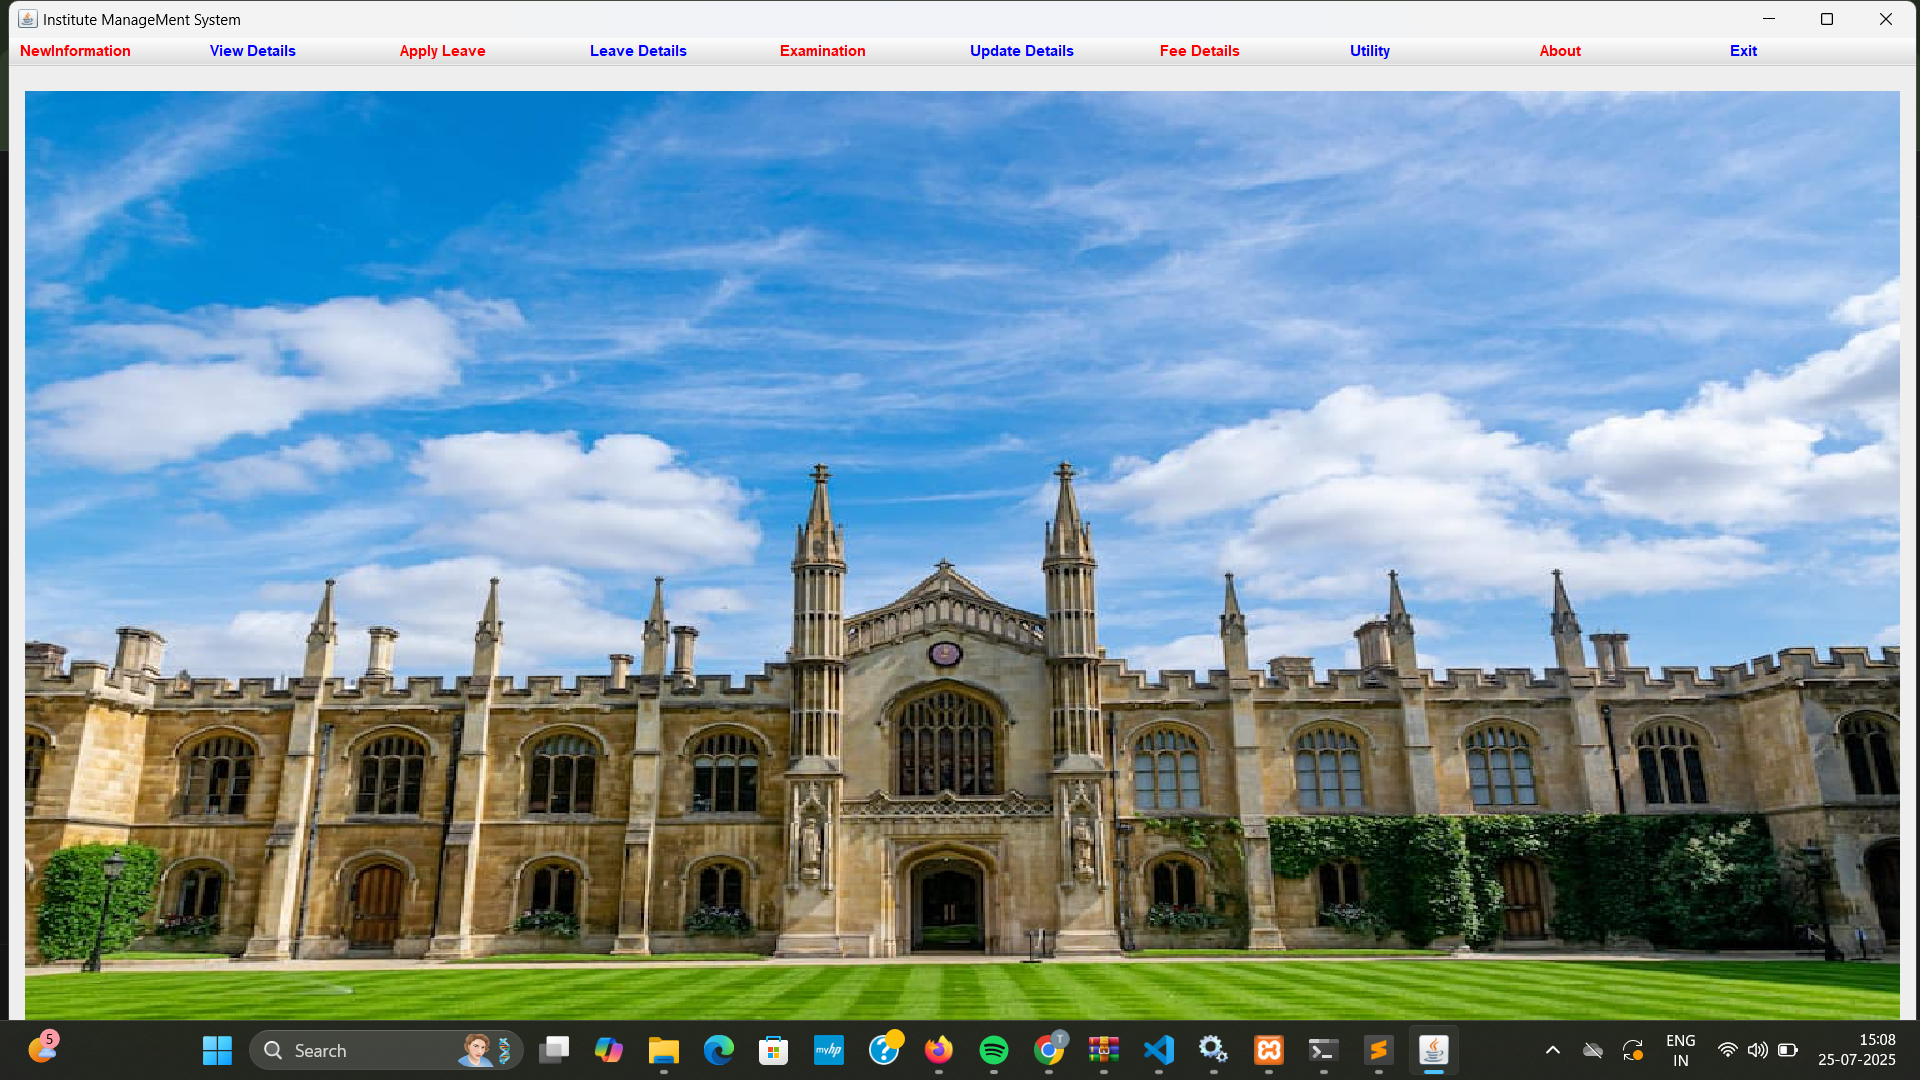 Institute ManageMent System
NewInformation View Details Apply Leave Leave Details Examination Update Details Fee Details Utility About Exit
5
Search
myhp
T
ENG
IN
15:08
25-07-2025